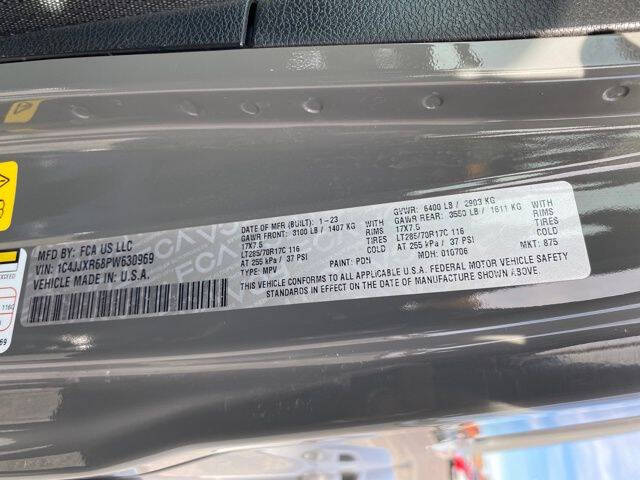 MFD BY: FCA US LLC
VIN: 1C4JJXR68PW630969
VEHICLE MADE IN: U.S.A.
DATE OF MFR (BUILT): 1-23
GAWR FRONT: 3100 LB / 1407 KG WITH
17X7.5 RIMS
LT285/70R17C 116 TIRES
AT 255 kPa / 37 PSI COLD
TYPE: MPV PAINT: PDN
GVWR: 6400 LB / 2903 KG
GAWR REAR: 3550 LB / 1611 KG WITH
17X7.5 RIMS
LT285/70R17C 116 TIRES
AT 255 kPa / 37 PSI COLD
MDH: 010706 MKT: 875
THIS VEHICLE CONFORMS TO ALL APPLICABLE U.S.A. FEDERAL MOTOR VEHICLE SAFETY
STANDARDS IN EFFECT ON THE DATE OF MANUFACTURE SHOWN ABOVE.